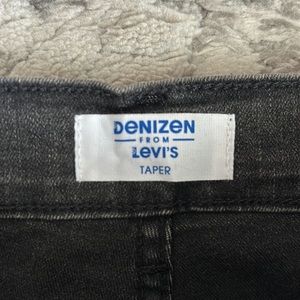 DENIZEN
FROM
LEVI'S
TAPER